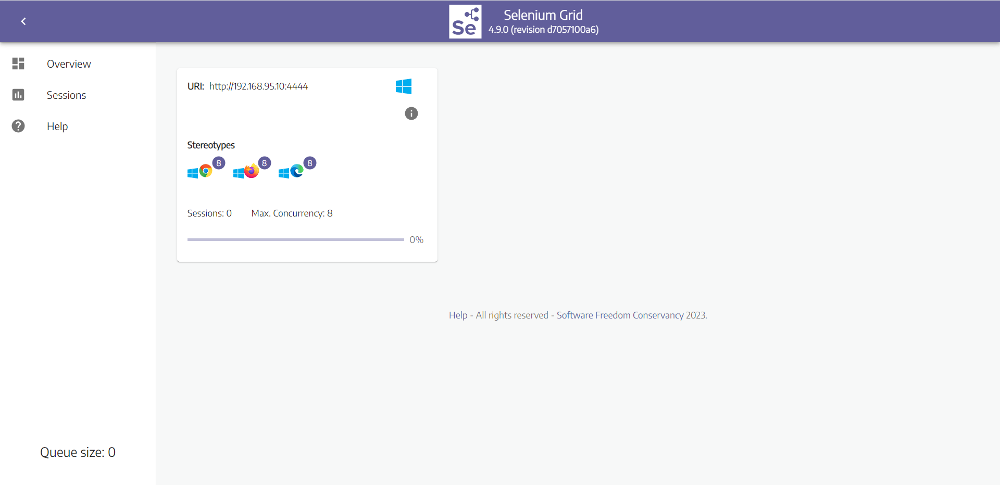 Se
Selenium Grid
4.9.0 (revision d7057100a6)
Overview
Sessions
Help
URI: http://192.168.95.10:4444
i
Stereotypes
8 8 8
Sessions: 0 Max. Concurrency: 8
0%
Help - All rights reserved - Software Freedom Conservancy 2023.
Queue size: 0